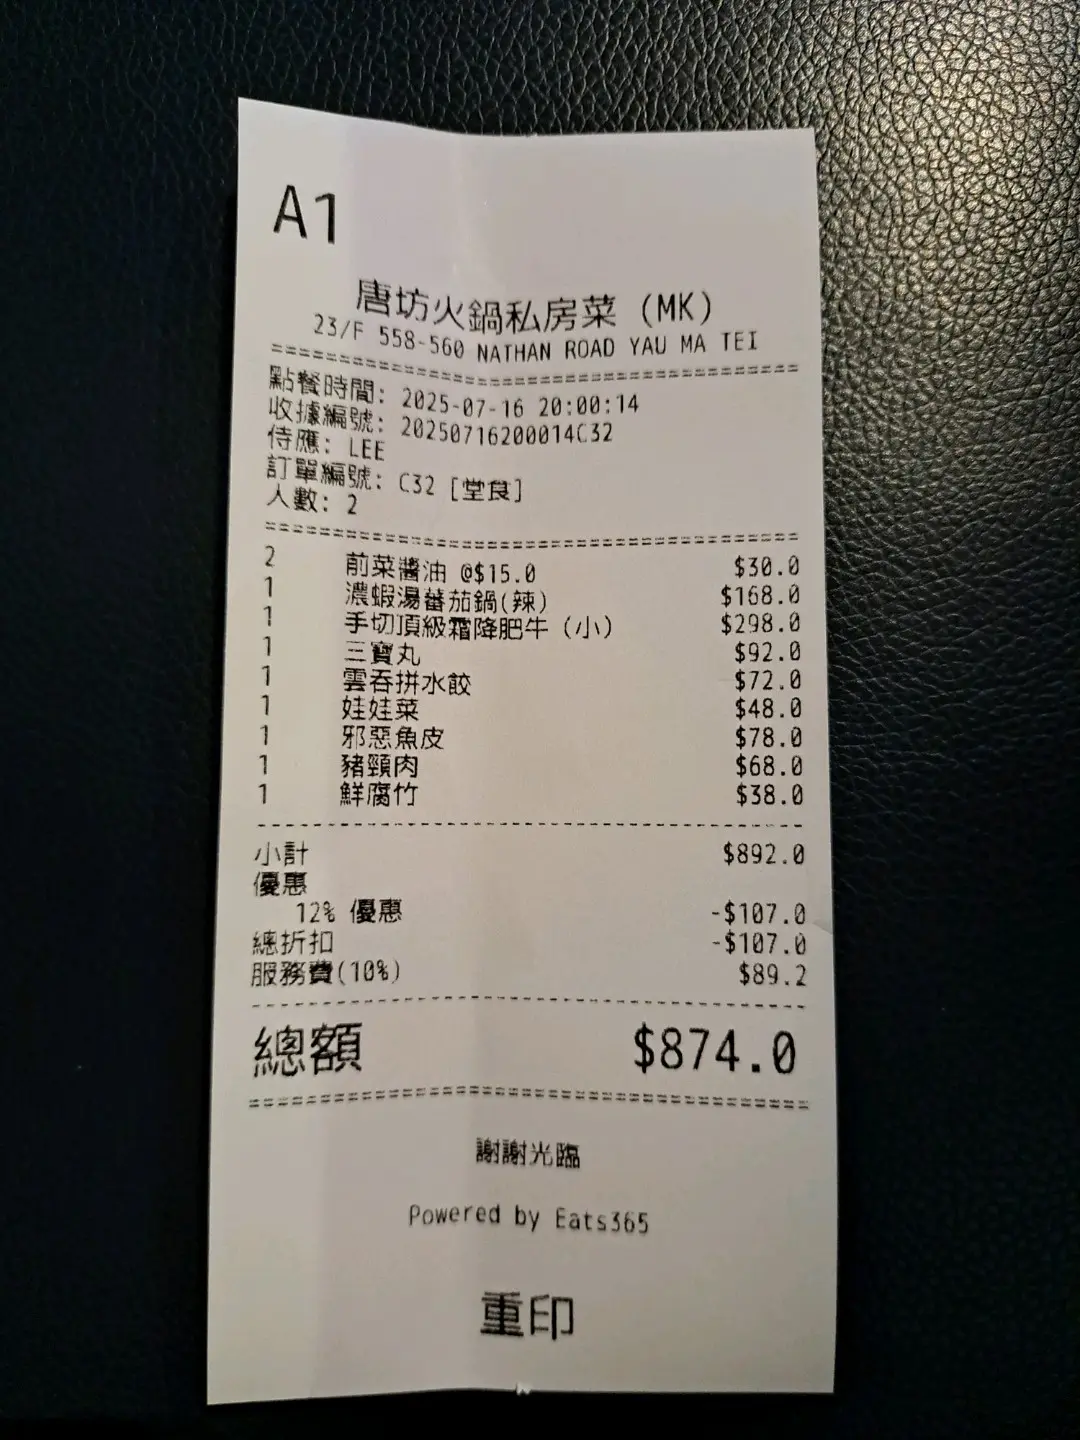 A1
唐坊火鍋私房菜 (MK)
23/F 558-560 NATHAN ROAD YAU MA TEI
點餐時間: 2025-07-16 20:00:14
收據編號: 20250716200014C32
侍應: LEE
訂單編號: C32 [堂食]
人數: 2
2 前菜醬油 @$15.0 $30.0
1 濃蝦湯蕃茄鍋(辣) $168.0
1 手切頂級霜降肥牛 (小) $298.0
1 三寶丸 $92.0
1 雲吞拼水餃 $72.0
1 娃娃菜 $48.0
1 邪惡魚皮 $78.0
1 豬頸肉 $68.0
1 鮮腐竹 $38.0
小計 $892.0
優惠
12% 優惠 -$107.0
總折扣 -$107.0
服務費(10%) $89.2
總額 $874.0
謝謝光臨
Powered by Eats365
重印